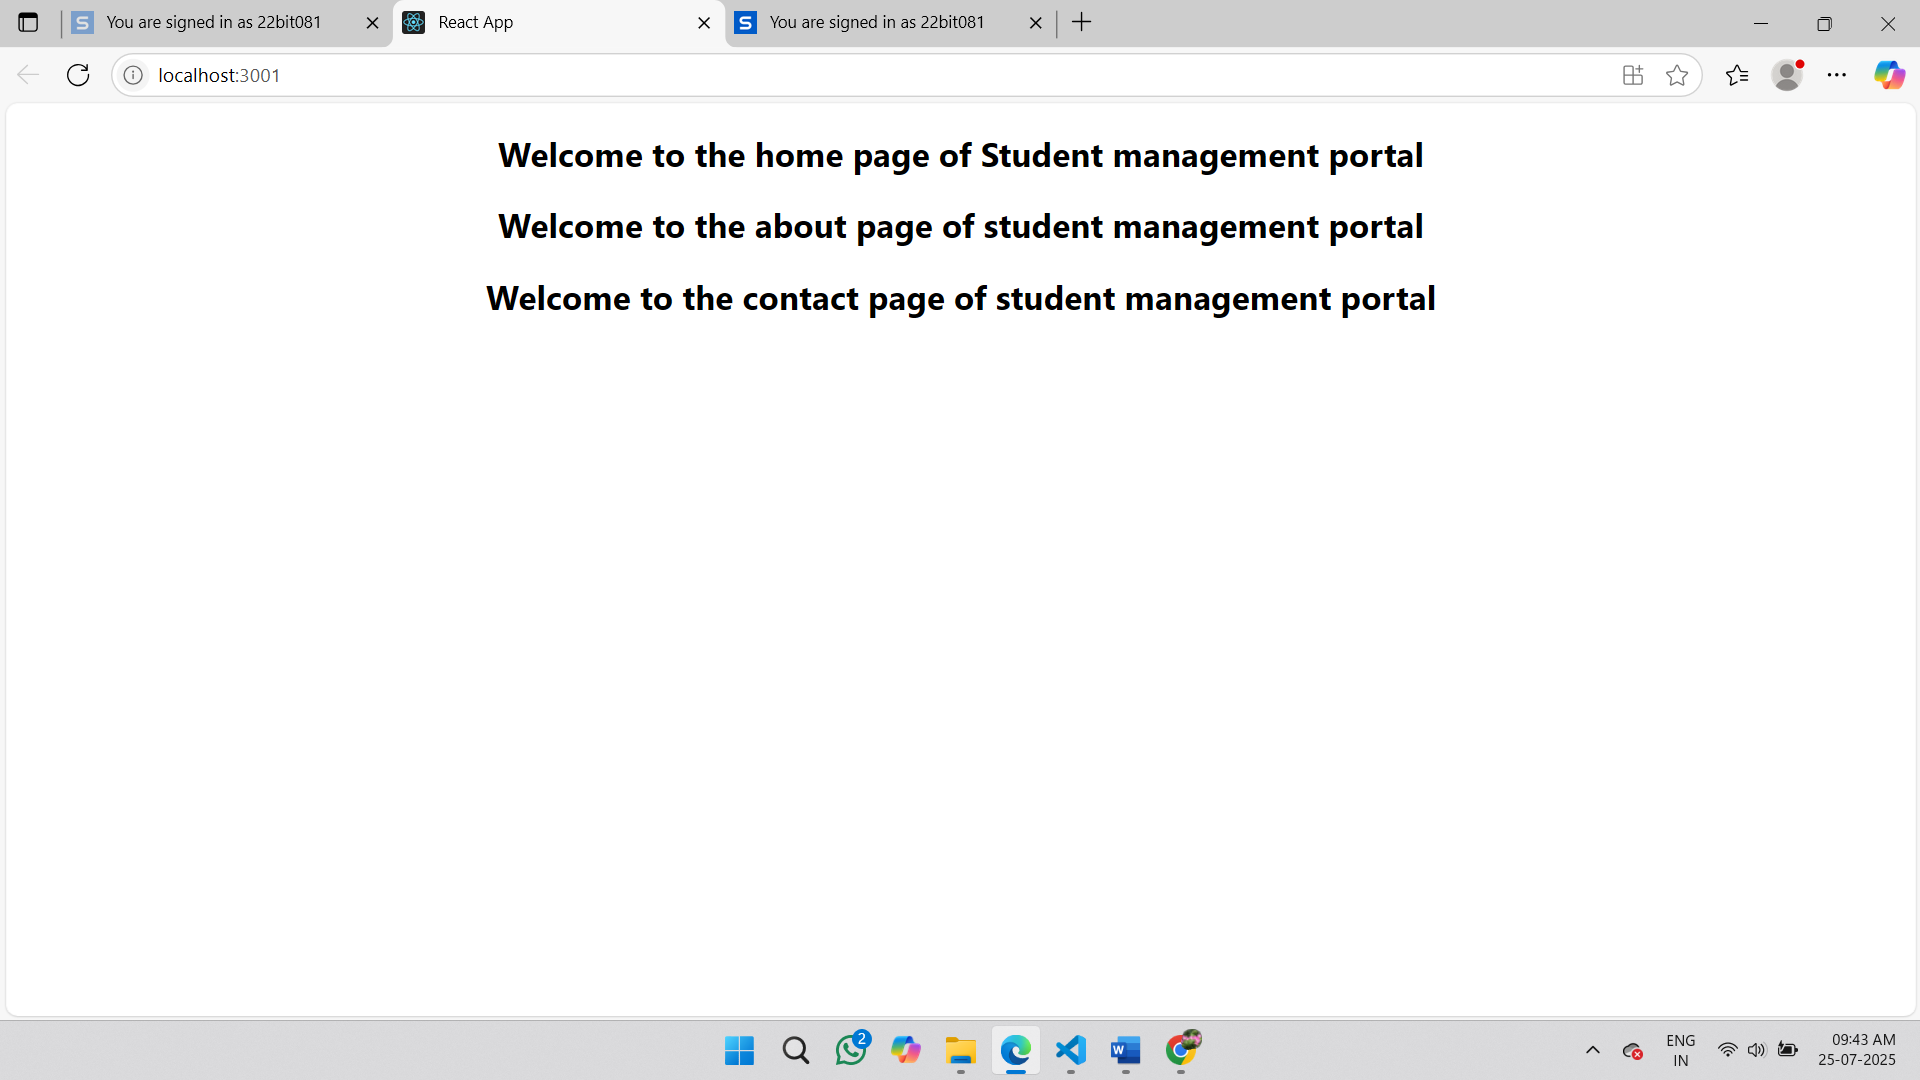 You are signed in as 22bit081
React App
You are signed in as 22bit081
localhost:3001
Welcome to the home page of Student management portal
Welcome to the about page of student management portal
Welcome to the contact page of student management portal
2
ENG
IN
09:43 AM
25-07-2025